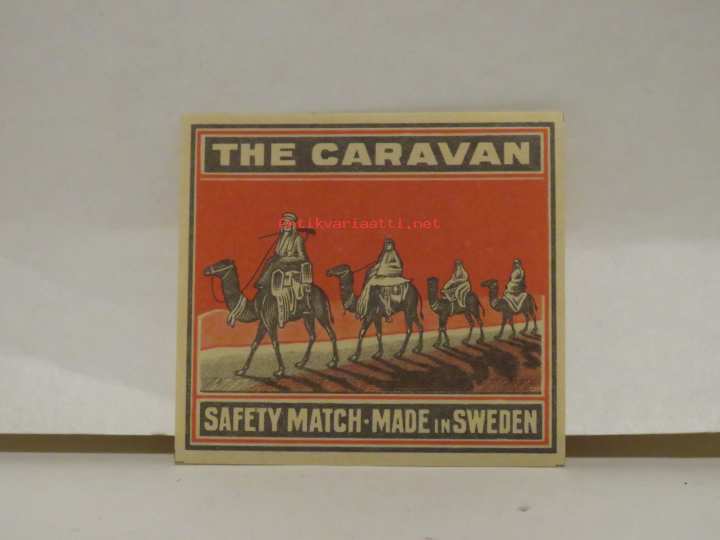 THE CARAVAN
antikvariaatti.net
SAFETY MATCH · MADE IN SWEDEN